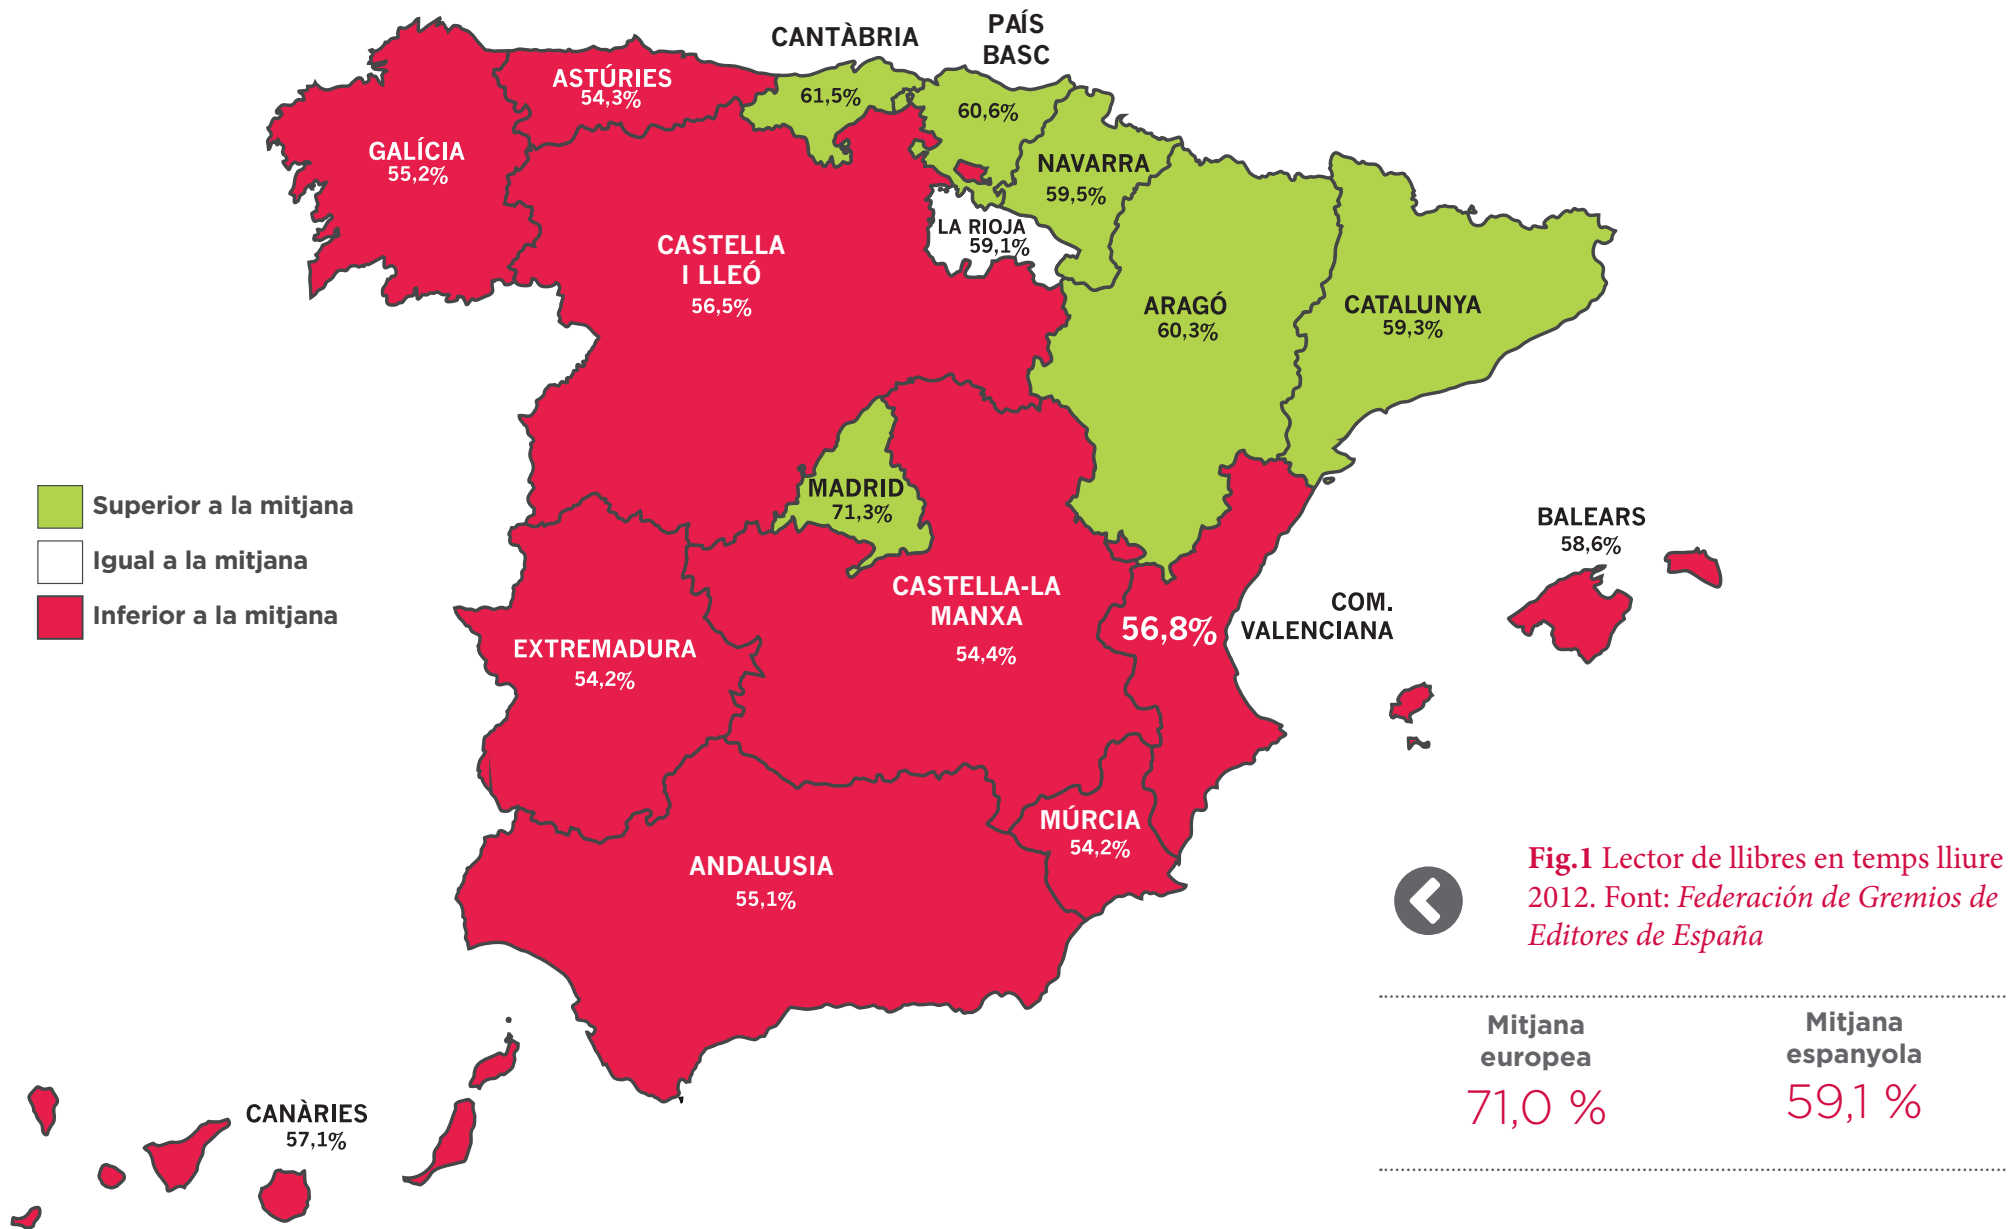 CANTÀBRIA
61,5%
PAÍS
BASC
60,6%
ASTÚRIES
54,3%
GALÍCIA
55,2%
NAVARRA
59,5%
LA RIOJA
59,1%
CASTELLA
I LLEÓ
56,5%
ARAGÓ
60,3%
CATALUNYA
59,3%
MADRID
71,3%
Superior a la mitjana
Igual a la mitjana
Inferior a la mitjana
BALEARS
58,6%
CASTELLA-LA
MANXA
54,4%
COM.
VALENCIANA
56,8%
EXTREMADURA
54,2%
MÚRCIA
54,2%
ANDALUSIA
55,1%
CANÀRIES
57,1%
Fig.1 Lector de llibres en temps lliure
2012. Font: Federación de Gremios de
Editores de España
Mitjana
europea
71,0 %
Mitjana
espanyola
59,1 %